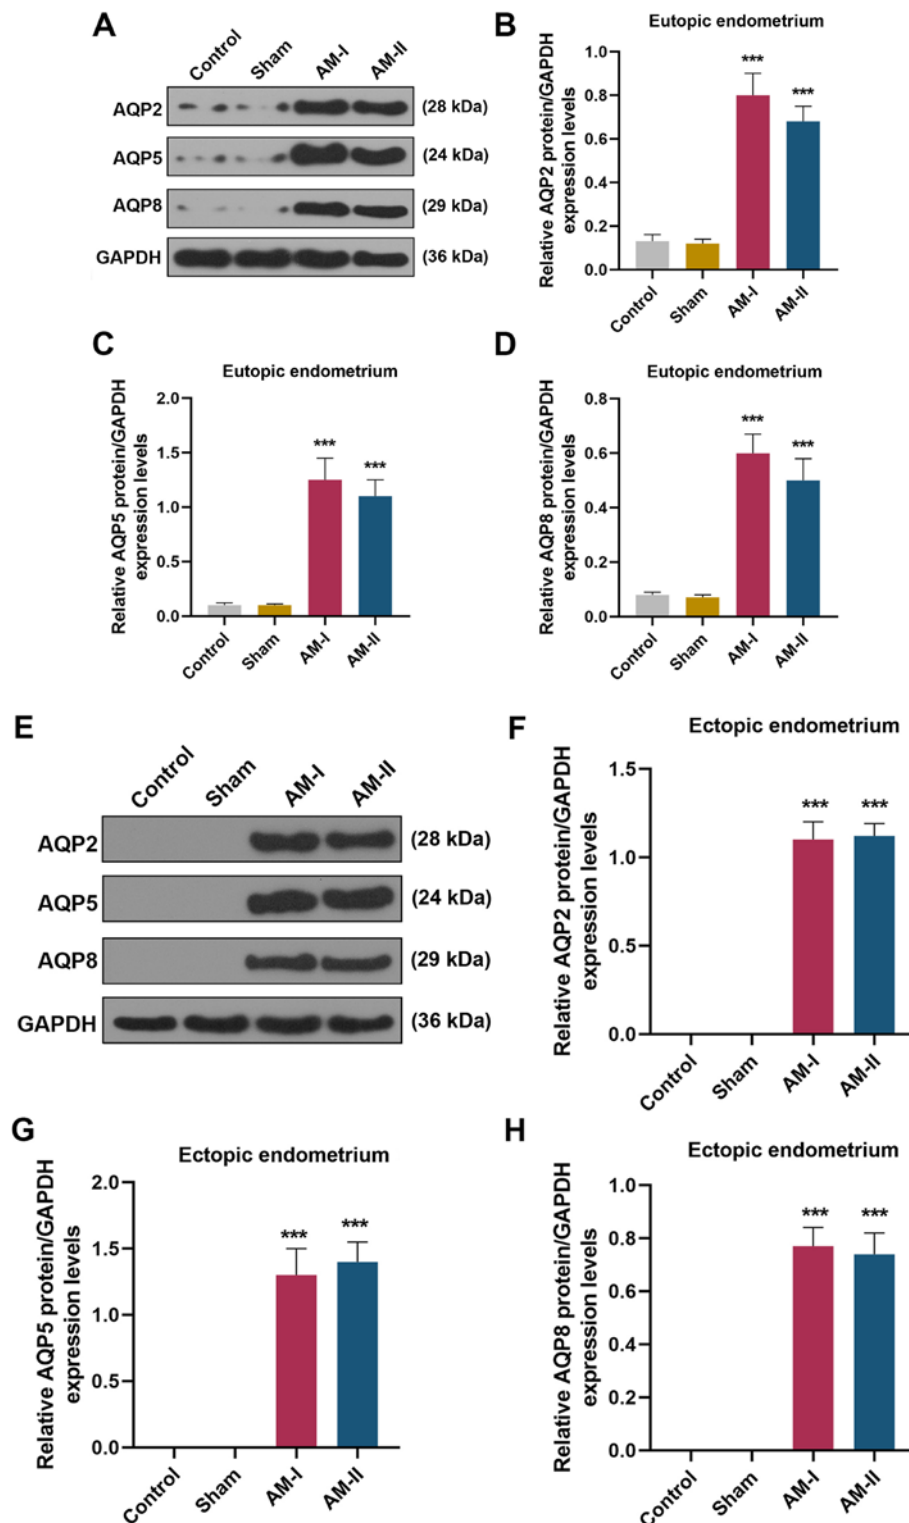 A
Control
Sham
AM-I
AM-II
AQP2
(28 kDa)
AQP5
(24 kDa)
AQP8
(29 kDa)
GAPDH
(36 kDa)
B
Eutopic endometrium
Relative AQP2 protein/GAPDH
expression levels
1.0
0.8
0.6
0.4
0.2
0.0
***
***
Control
Sham
AM-I
AM-II
C
Eutopic endometrium
Relative AQP5 protein/GAPDH
expression levels
2.0
1.5
1.0
0.5
0.0
***
***
Control
Sham
AM-I
AM-II
D
Eutopic endometrium
Relative AQP8 protein/GAPDH
expression levels
0.8
0.6
0.4
0.2
0.0
***
***
Control
Sham
AM-I
AM-II
E
Control
Sham
AM-I
AM-II
AQP2
(28 kDa)
AQP5
(24 kDa)
AQP8
(29 kDa)
GAPDH
(36 kDa)
F
Ectopic endometrium
Relative AQP2 protein/GAPDH
expression levels
1.5
1.0
0.5
0.0
***
***
Control
Sham
AM-I
AM-II
G
Ectopic endometrium
Relative AQP5 protein/GAPDH
expression levels
2.0
1.5
1.0
0.5
0.0
***
***
Control
Sham
AM-I
AM-II
H
Ectopic endometrium
Relative AQP8 protein/GAPDH
expression levels
1.0
0.8
0.6
0.4
0.2
0.0
***
***
Control
Sham
AM-I
AM-II